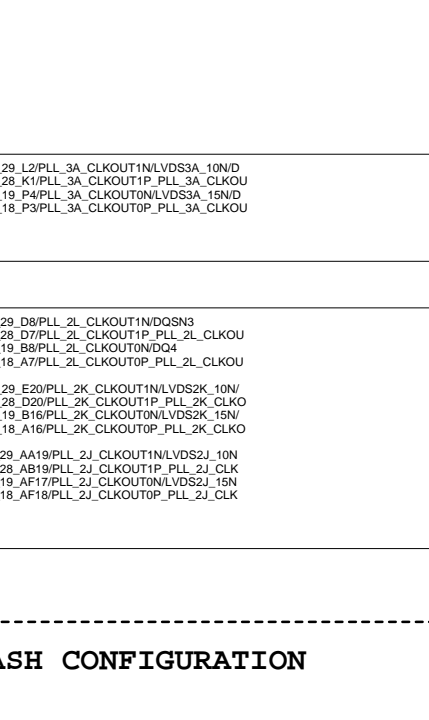 29_L2/PLL_3A_CLKOUT1N/LVDS3A_10N/D
28_K1/PLL_3A_CLKOUT1P_PLL_3A_CLKOU
19_P4/PLL_3A_CLKOUT0N/LVDS3A_15N/D
18_P3/PLL_3A_CLKOUT0P_PLL_3A_CLKOU
29_D8/PLL_2L_CLKOUT1N/DQSN3
28_D7/PLL_2L_CLKOUT1P_PLL_2L_CLKOU
19_B8/PLL_2L_CLKOUT0N/DQ4
18_A7/PLL_2L_CLKOUT0P_PLL_2L_CLKOU
29_E20/PLL_2K_CLKOUT1N/LVDS2K_10N/
28_D20/PLL_2K_CLKOUT1P_PLL_2K_CLKO
19_B16/PLL_2K_CLKOUT0N/LVDS2K_15N/
18_A16/PLL_2K_CLKOUT0P_PLL_2K_CLKO
29_AA19/PLL_2J_CLKOUT1N/LVDS2J_10N
28_AB19/PLL_2J_CLKOUT1P_PLL_2J_CLK
19_AF17/PLL_2J_CLKOUT0N/LVDS2J_15N
18_AF18/PLL_2J_CLKOUT0P_PLL_2J_CLK
ASH CONFIGURATION